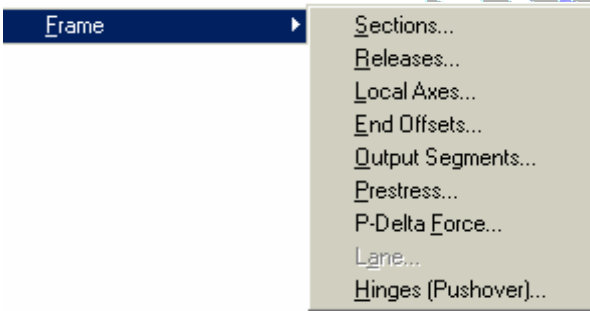 Frame
Sections...
Releases...
Local Axes...
End Offsets...
Output Segments...
Prestress...
P-Delta Force...
Lane...
Hinges (Pushover)...